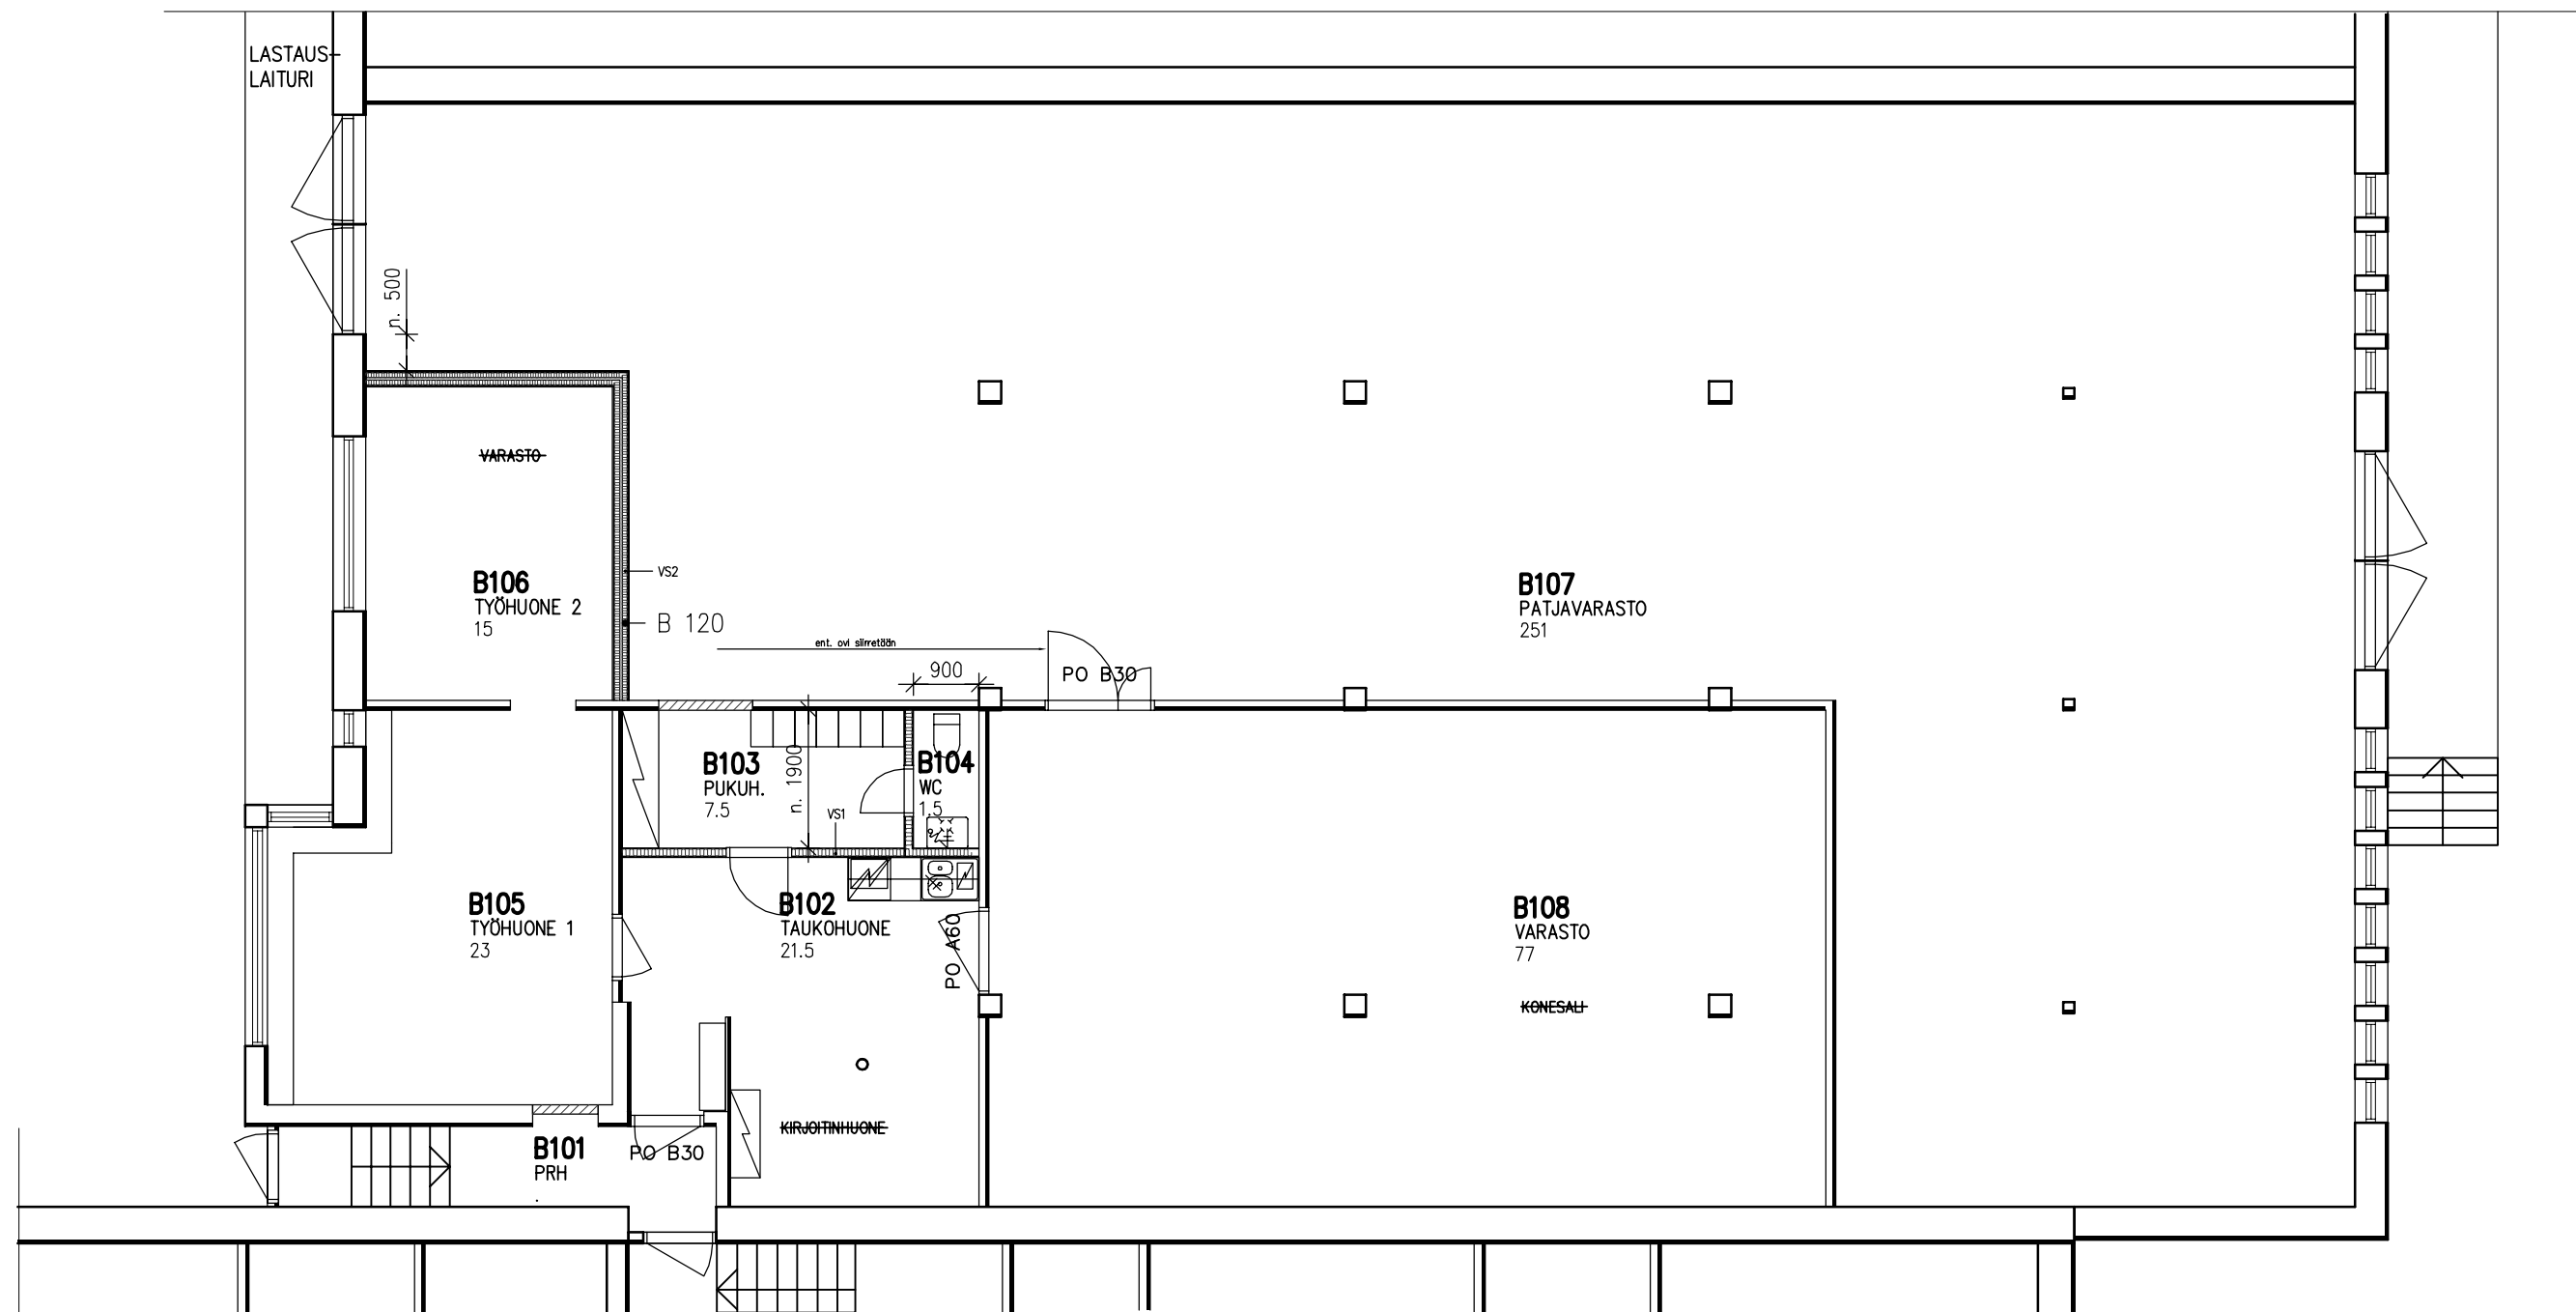 LASTAUS-
LAITURI
n. 500
VARASTO
B106
TYÖHUONE 2
15
VS2
B 120
ent. ovi siirretään
900
PO B30
B107
PATJAVARASTO
251
B103
PUKUH.
7.5
n. 1900
VS1
B104
WC
1.5
B105
TYÖHUONE 1
23
B102
TAUKOHUONE
21.5
PO A60
B108
VARASTO
77
KONESALI
KIRJOITINHUONE
B101
PRH
.
PO B30